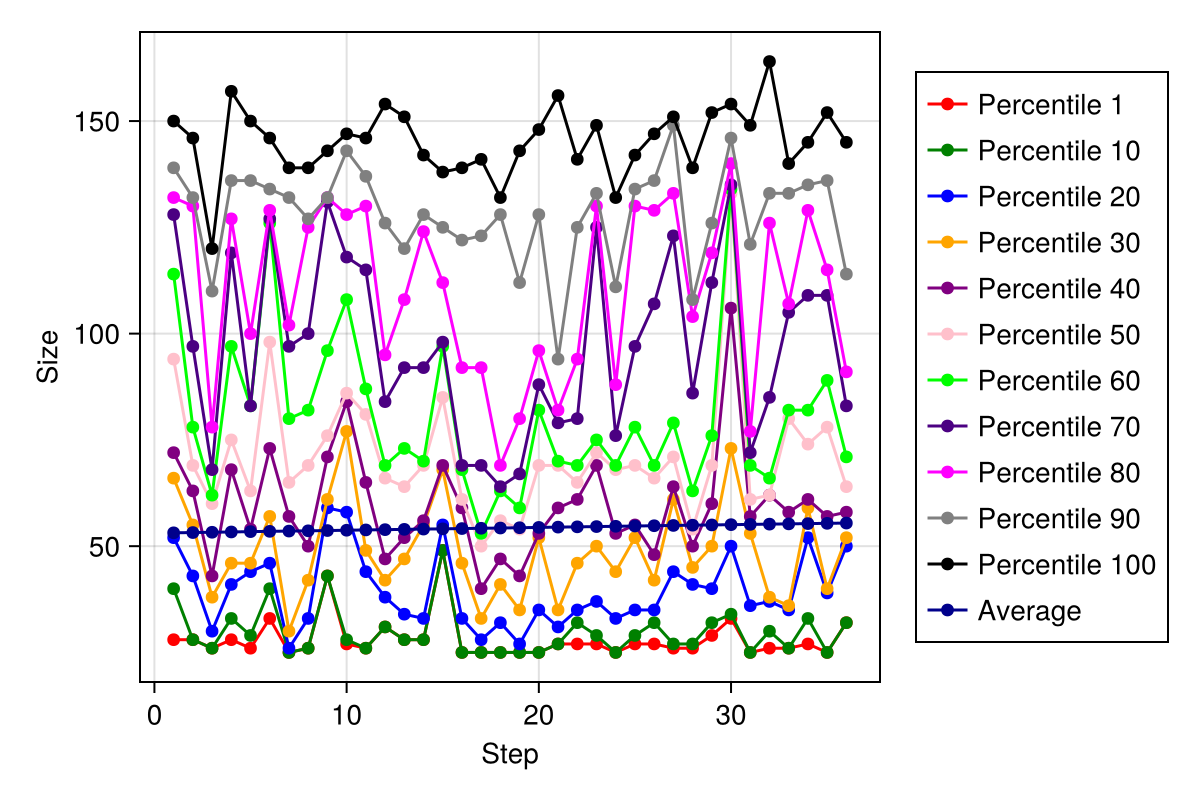 150
100
50
Size
0
10
20
30
Step
Percentile 1
Percentile 10
Percentile 20
Percentile 30
Percentile 40
Percentile 50
Percentile 60
Percentile 70
Percentile 80
Percentile 90
Percentile 100
Average